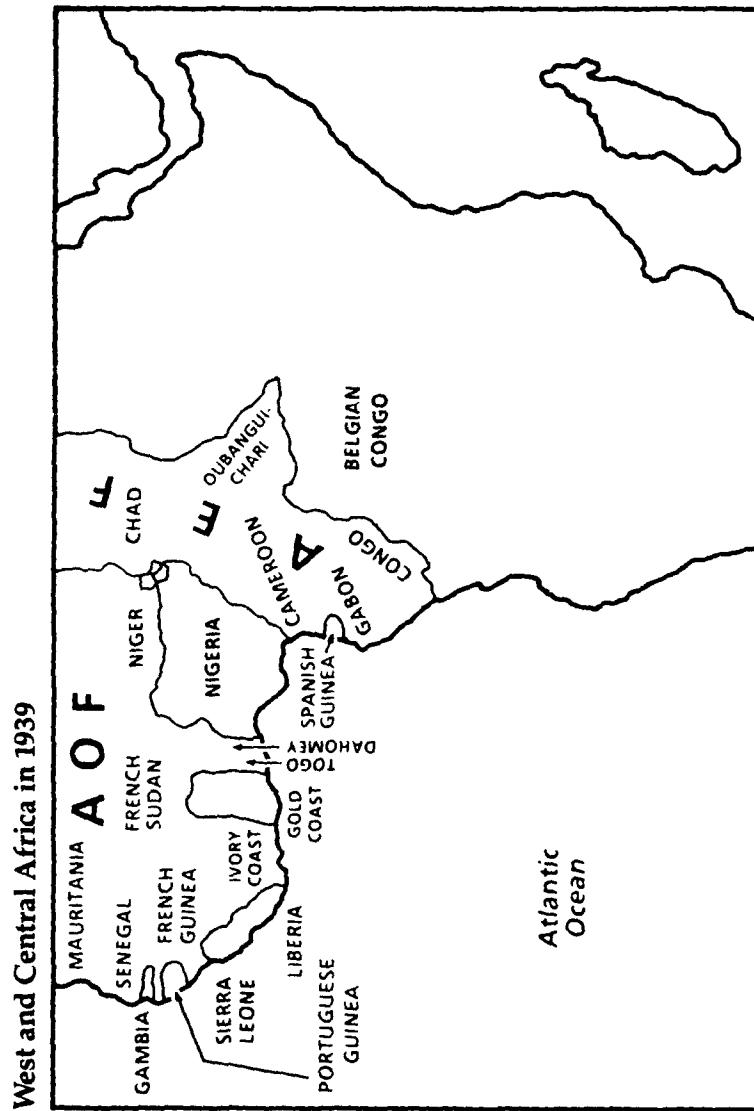 West and Central Africa in 1939
MAURITANIA
A O F
SENEGAL
FRENCH
SUDAN
NIGER
CHAD
F
GAMBIA
FRENCH
GUINEA
NIGERIA
E
OUBANGUI-
CHARI
SIERRA
LEONE
IVORY
COAST
CAMEROON
A
LIBERIA
GOLD
COAST
TOGO
DAHOMEY
SPANISH
GUINEA
GABON
CONGO
BELGIAN
CONGO
PORTUGUESE
GUINEA
Atlantic
Ocean